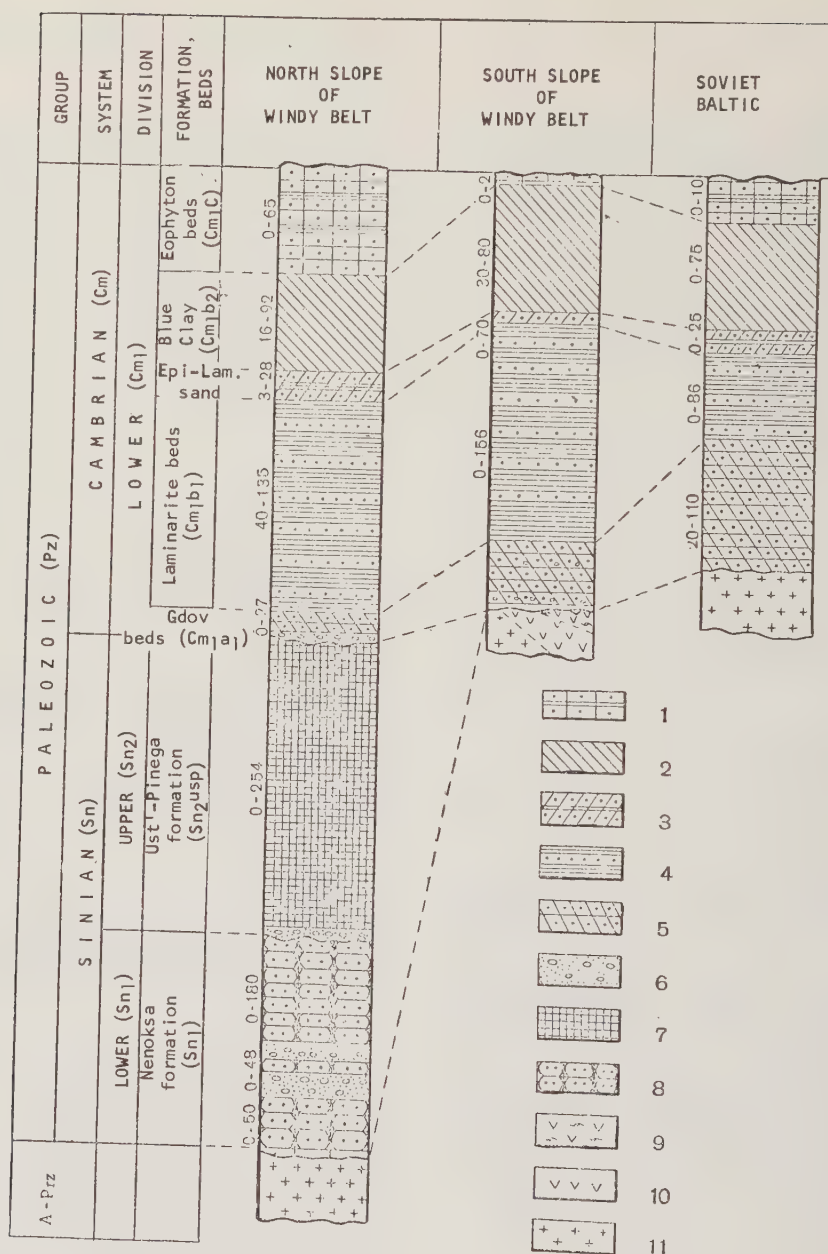 GROUP
SYSTEM
DIVISION
FORMATION,
BEDS
NORTH SLOPE
OF
WINDY BELT
SOUTH SLOPE
OF
WINDY BELT
SOVIET
BALTIC
PALEOZOIC (Pz)
CAMBRIAN (Cm)
LOWER (Cm1)
Eophyton
beds
(Cm1C)
Blue
Clay
(Cm1b2)
Epi-Lam.
sand
Laminarite beds
(Cm1b1)
Gdov
beds (Cm1a1)
SINIAN (Sn)
UPPER (Sn2)
Ust'-Pinega
formation
(Sn2usp)
LOWER (Sn1)
Nenoksa
formation
(Sn1)
A-Prz
0-65
16-92
3-28
40-135
0-27
0-254
0-180
0-48
0-50
0-2
30-80
0-70
0-156
0-10
0-75
0-25
0-86
20-110
1
2
3
4
5
6
7
8
9
10
11